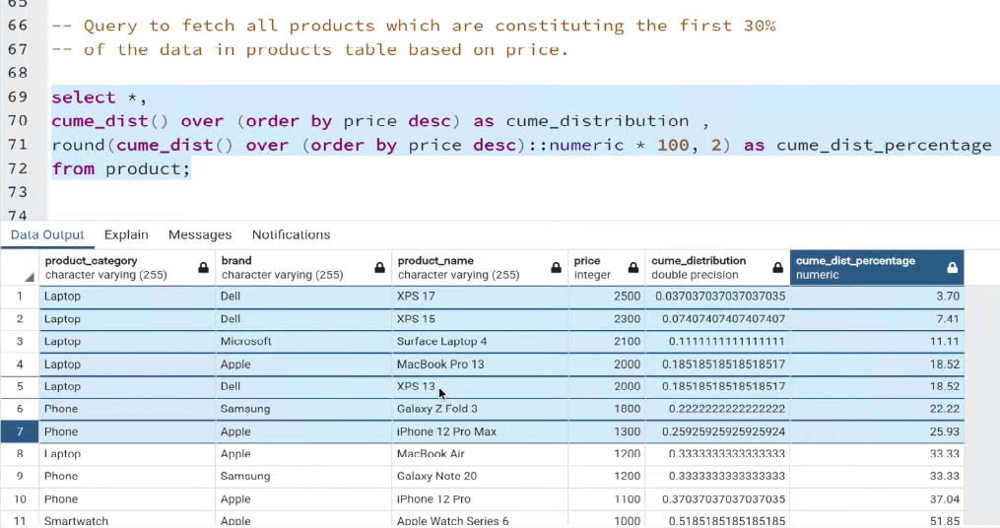 65
66 -- Query to fetch all products which are constituting the first 30%
67 -- of the data in products table based on price.
68
69 select *,
70 cume_dist() over (order by price desc) as cume_distribution ,
71 round(cume_dist() over (order by price desc)::numeric * 100, 2) as cume_dist_percentage
72 from product;
73
74
Data Output Explain Messages Notifications
product_category brand product_name price cume_distribution cume_dist_percentage
character varying (255) character varying (255) character varying (255) integer double precision numeric
1 Laptop Dell XPS 17 2500 0.037037037037037035 3.70
2 Laptop Dell XPS 15 2300 0.07407407407407407 7.41
3 Laptop Microsoft Surface Laptop 4 2100 0.1111111111111111 11.11
4 Laptop Apple MacBook Pro 13 2000 0.18518518518518517 18.52
5 Laptop Dell XPS 13 2000 0.18518518518518517 18.52
6 Phone Samsung Galaxy Z Fold 3 1800 0.2222222222222222 22.22
7 Phone Apple iPhone 12 Pro Max 1300 0.25925925925925924 25.93
8 Laptop Apple MacBook Air 1200 0.3333333333333333 33.33
9 Phone Samsung Galaxy Note 20 1200 0.3333333333333333 33.33
10 Phone Apple iPhone 12 Pro 1100 0.37037037037037035 37.04
11 Smartwatch Apple Apple Watch Series 6 1000 0.5185185185185185 51.85